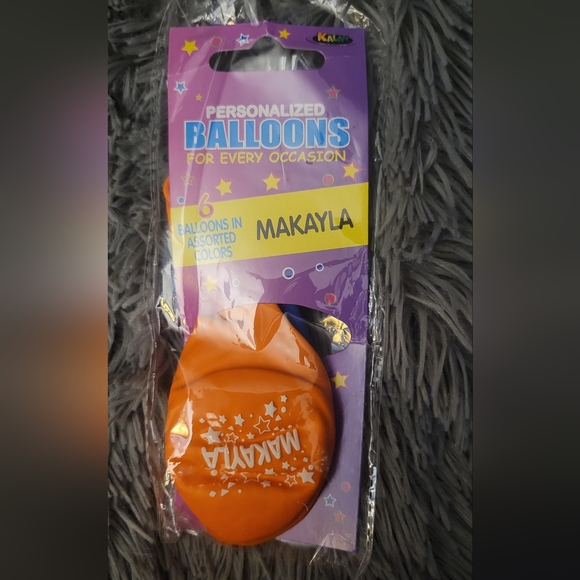 KALAN
PERSONALIZED
BALLOONS
FOR EVERY OCCASION
6
BALLOONS IN
ASSORTED
COLORS
MAKAYLA
MAKAYLA